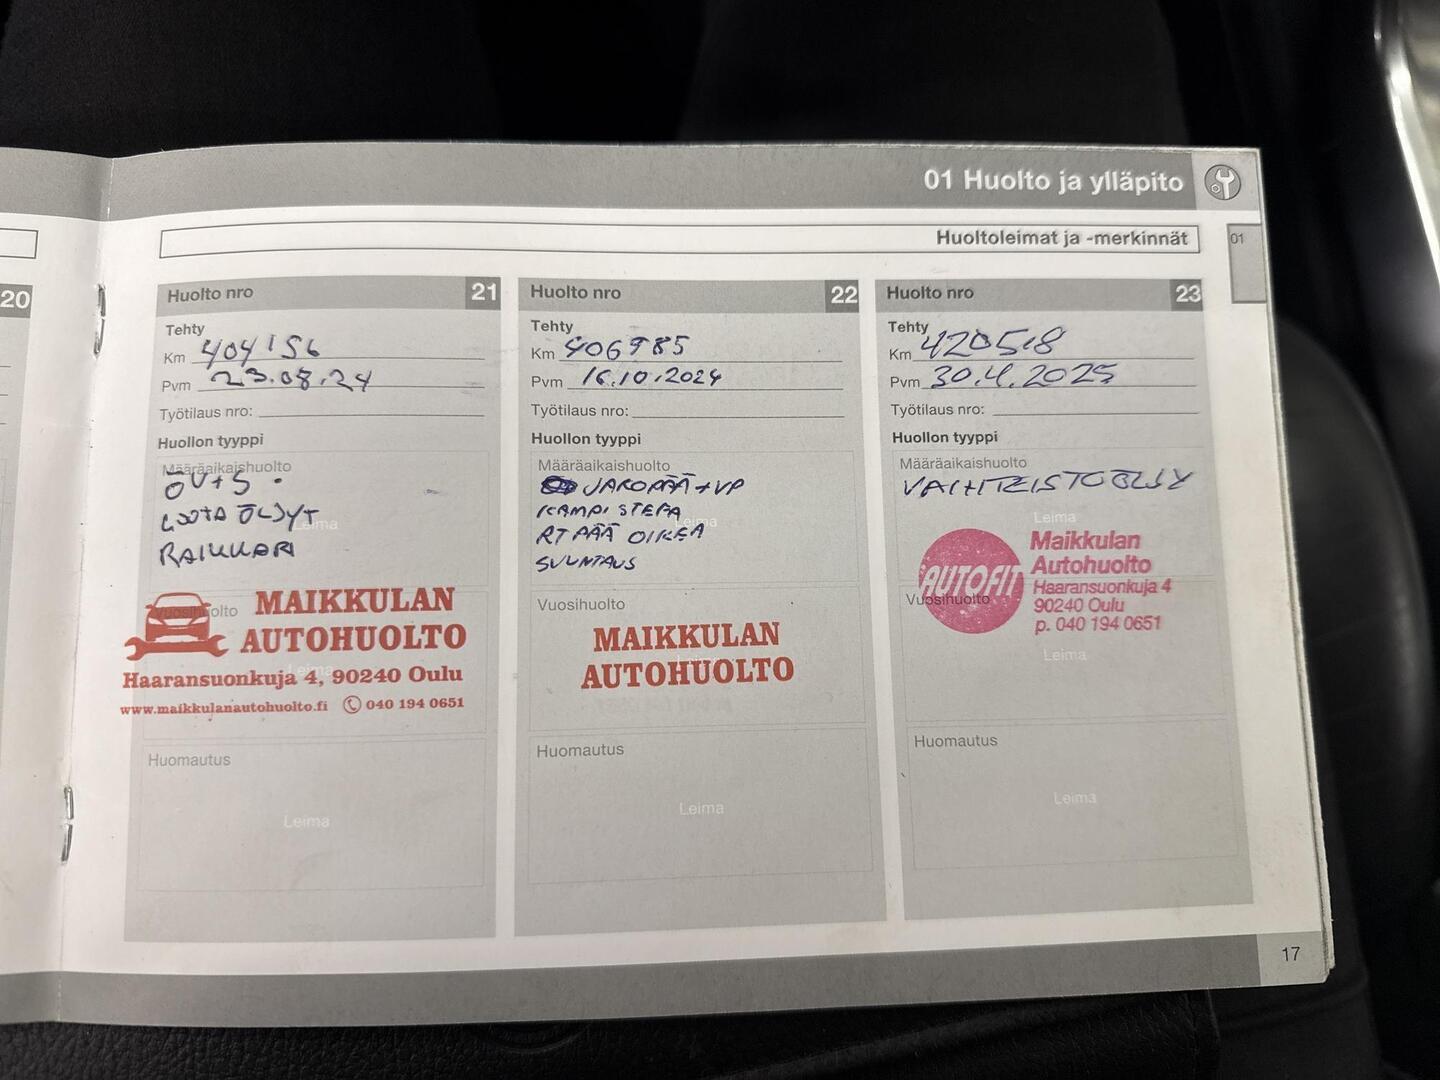 01 Huolto ja ylläpito
Huoltoleimat ja -merkinnät
01
20
Huolto nro 21
Tehty
Km 404156
Pvm 23.08.24
Työtilaus nro:
Huollon tyyppi
Määräaikaishuolto
ÖV+S
LOOTA ÖLJYT
Leima
RAIKKARI
Vuosihuolto
MAIKKULAN
AUTOHUOLTO
Leima
Haaransuonkuja 4, 90240 Oulu
www.maikkulanautohuolto.fi 040 194 0651
Huomautus
Leima
Huolto nro 22
Tehty
Km 406985
Pvm 16.10.2024
Työtilaus nro:
Huollon tyyppi
Määräaikaishuolto
JAKOPÄÄ+VP
KAMPI STEFA
Leima
RT PÄÄ OIKEA
SUUNTAUS
Vuosihuolto
MAIKKULAN
AUTOHUOLTO
Huomautus
Leima
Huolto nro 23
Tehty
Km 420518
Pvm 30.4.2025
Työtilaus nro:
Huollon tyyppi
Määräaikaishuolto
VAIHTEISTOÖLJY
Leima
AUTOFIT
Maikkulan
Autohuolto
Haaransuonkuja 4
90240 Oulu
p. 040 194 0651
Vuosihuolto
Leima
Huomautus
Leima
17